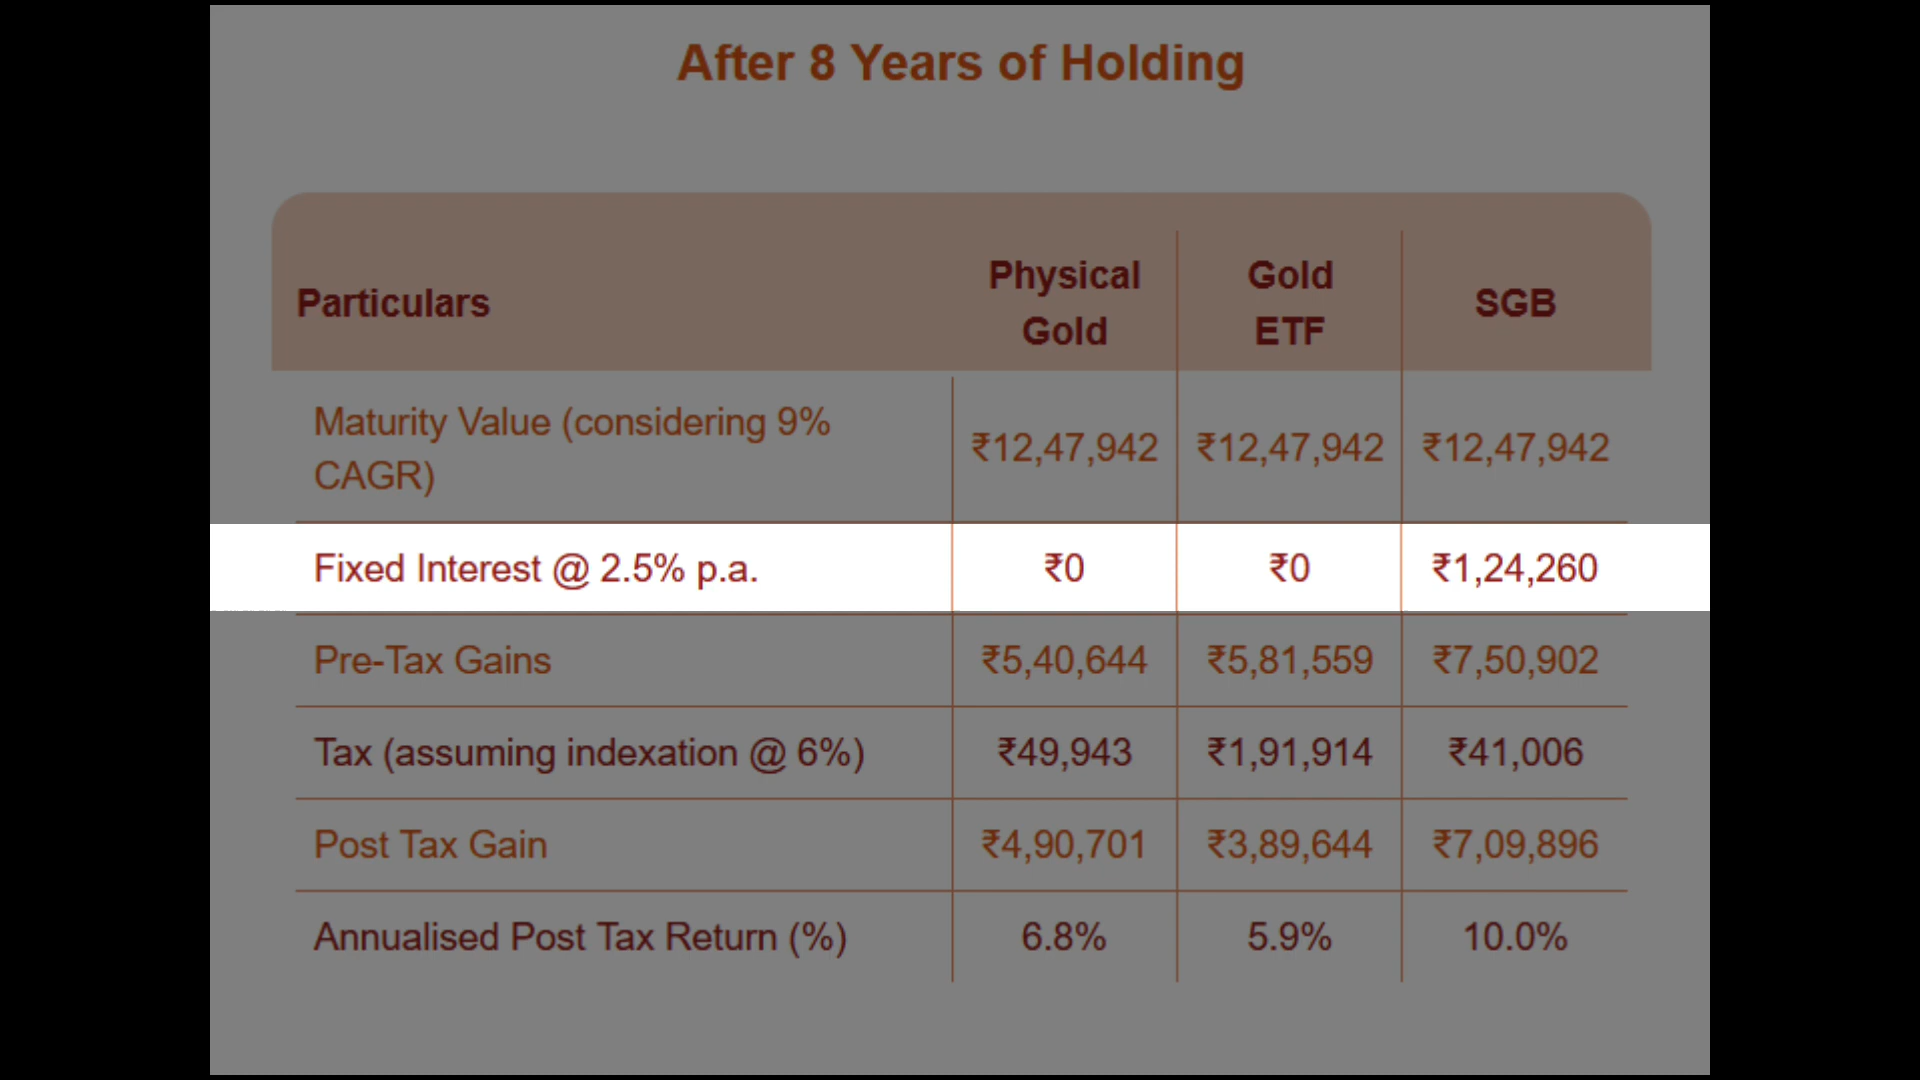 After 8 Years of Holding
Particulars
Physical
Gold
Gold
ETF
SGB
Maturity Value (considering 9%
CAGR)
₹12,47,942 ₹12,47,942 ₹12,47,942
Fixed Interest @ 2.5% p.a. ₹0 ₹0 ₹1,24,260
Pre-Tax Gains ₹5,40,644 ₹5,81,559 ₹7,50,902
Tax (assuming indexation @ 6%) ₹49,943 ₹1,91,914 ₹41,006
Post Tax Gain ₹4,90,701 ₹3,89,644 ₹7,09,896
Annualised Post Tax Return (%) 6.8% 5.9% 10.0%